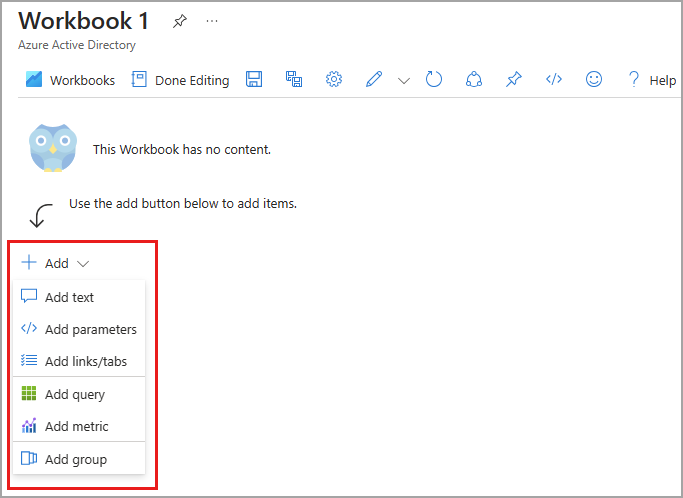 Workbook 1
Azure Active Directory
Workbooks Done Editing Help
This Workbook has no content.
Use the add button below to add items.
Add
Add text
Add parameters
Add links/tabs
Add query
Add metric
Add group